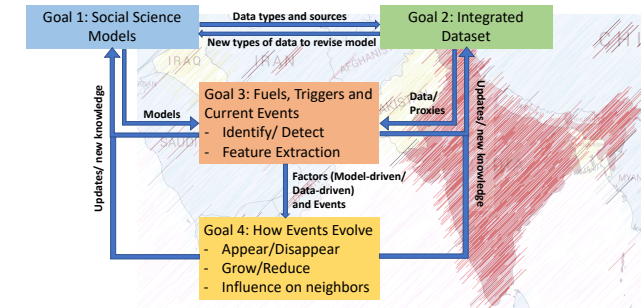 Goal 1: Social Science
Models
Data types and sources
New types of data to revise model
Goal 2: Integrated
Dataset
IRAQ
IRAN
AFGHANISTAN
Updates/ new knowledge
Models
Goal 3: Fuels, Triggers and
Current Events
- Identify/ Detect
- Feature Extraction
Data/
Proxies
Updates/ new
knowledge
Factors (Model-driven/
Data-driven)
and Events
Goal 4: How Events Evolve
- Appear/Disappear
- Grow/Reduce
- Influence on neighbors